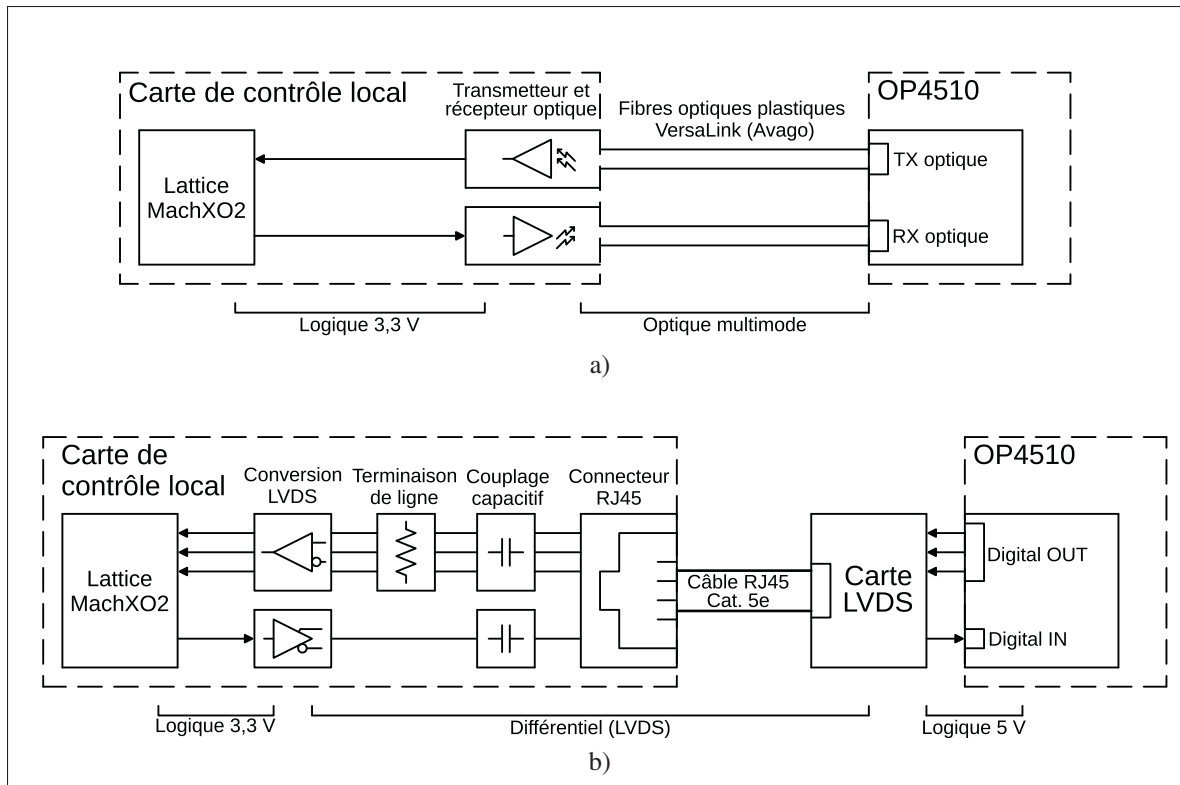 Carte de contrôle local
Transmetteur et
récepteur optique
Fibres optiques plastiques
VersaLink (Avago)
OP4510
Lattice
MachXO2
TX optique
RX optique
Logique 3,3 V
Optique multimode
a)
Carte de
contrôle local
Conversion
LVDS
Terminaison
de ligne
Couplage
capacitif
Connecteur
RJ45
OP4510
Lattice
MachXO2
Câble RJ45
Cat. 5e
Carte
LVDS
Digital OUT
Digital IN
Logique 3,3 V
Différentiel (LVDS)
Logique 5 V
b)